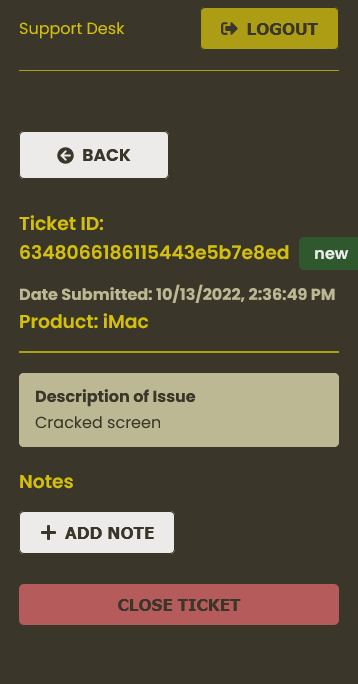 Support Desk
LOGOUT
BACK
Ticket ID:
6348066186115443e5b7e8ed
new
Date Submitted: 10/13/2022, 2:36:49 PM
Product: iMac
Description of Issue
Cracked screen
Notes
ADD NOTE
CLOSE TICKET